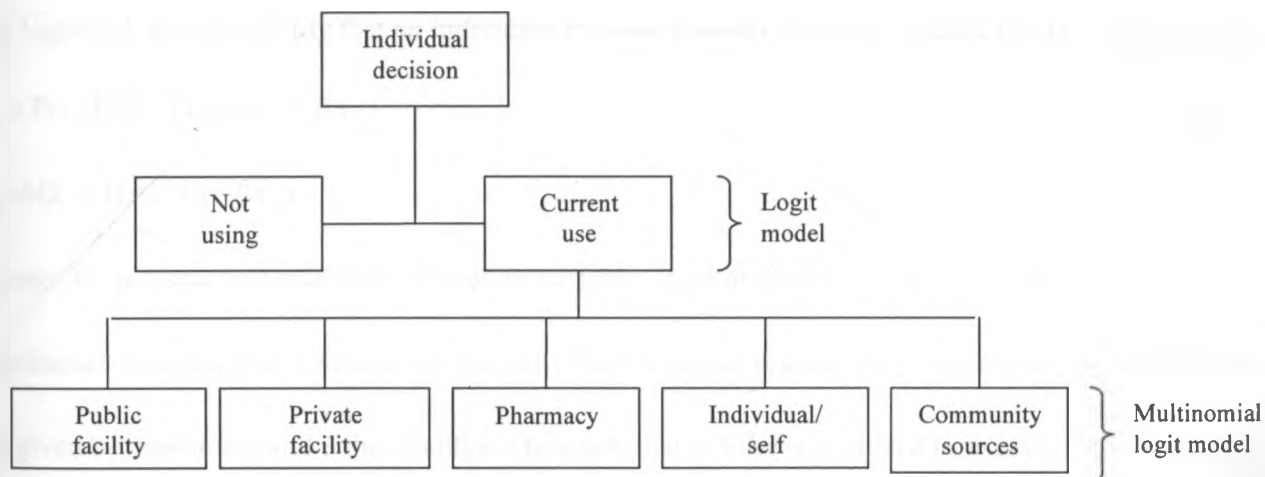 Individual
decision
Not
using
Current
use
Logit
model
Public
facility
Private
facility
Pharmacy
Individual/
self
Community
sources
Multinomial
logit model